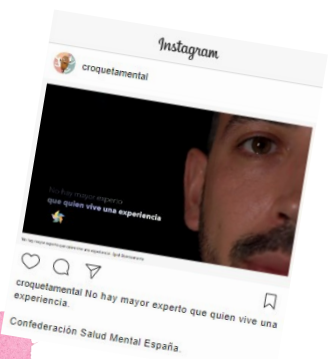 Instagram
croquetamental
No hay mayor experto
que quien vive una experiencia
croquetamental No hay mayor experto que quien vive una
experiencia.
Confederación Salud Mental España.